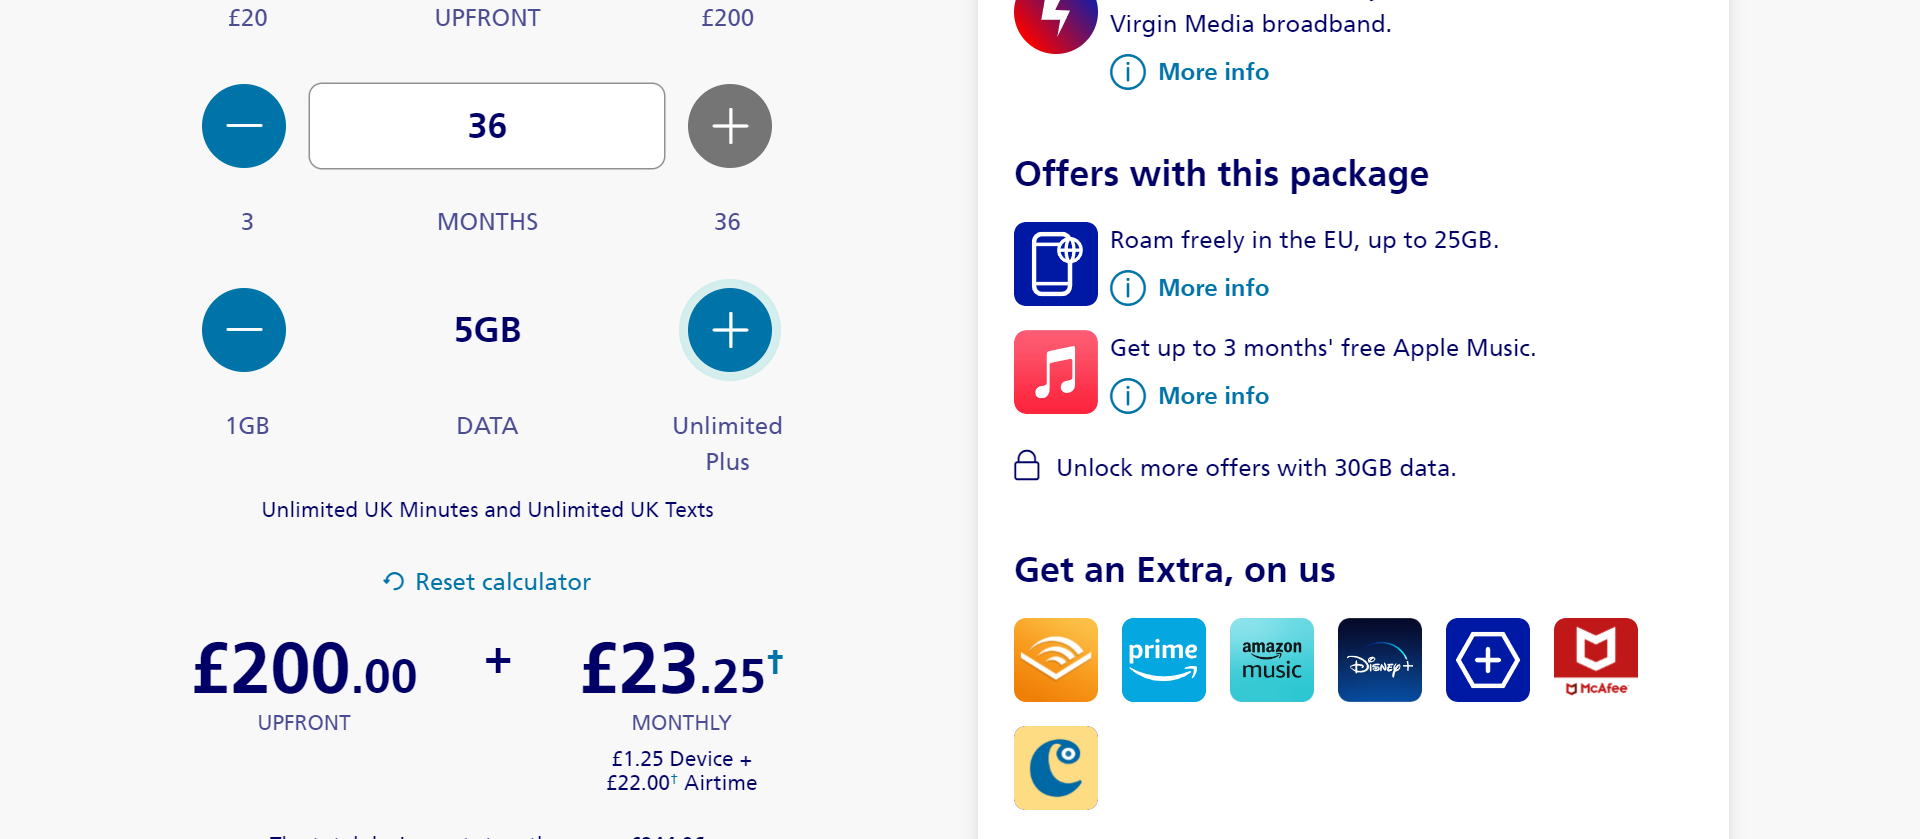 £20 UPFRONT £200
36
3 MONTHS 36
5GB
1GB DATA Unlimited
Plus
Unlimited UK Minutes and Unlimited UK Texts
Reset calculator
£200.00 + £23.25†
UPFRONT MONTHLY
£1.25 Device +
£22.00† Airtime
Virgin Media broadband.
More info
Offers with this package
Roam freely in the EU, up to 25GB.
More info
Get up to 3 months' free Apple Music.
More info
Unlock more offers with 30GB data.
Get an Extra, on us
prime
amazon
music
Disney+
McAfee